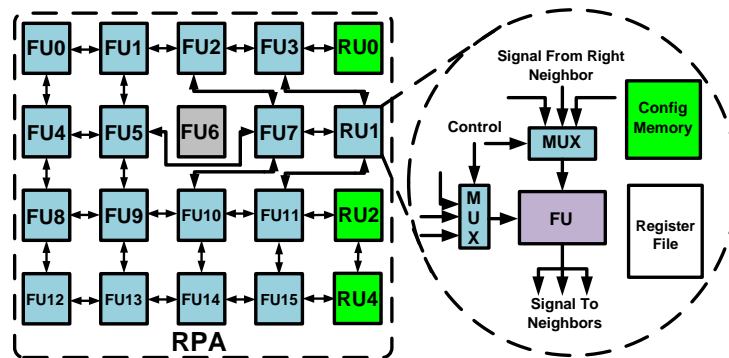 FU0 FU1 FU2 FU3 RU0
FU4 FU5 FU6 FU7 RU1
FU8 FU9 FU10 FU11 RU2
FU12 FU13 FU14 FU15 RU4
RPA
Signal From Right
Neighbor
Config
Memory
Control
MUX
M
U
X
FU
Register
File
Signal To
Neighbors